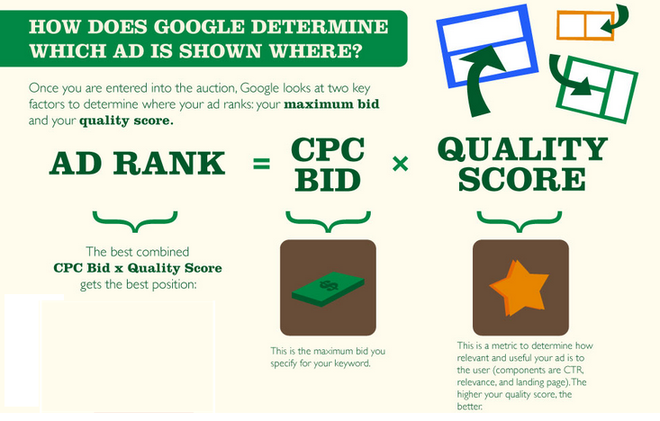 HOW DOES GOOGLE DETERMINE
WHICH AD IS SHOWN WHERE?
Once you are entered into the auction, Google looks at two key
factors to determine where your ad ranks: your maximum bid
and your quality score.
AD RANK = CPC BID × QUALITY SCORE
The best combined
CPC Bid x Quality Score
gets the best position:
$
This is the maximum bid you
specify for your keyword.
This is a metric to determine how
relevant and useful your ad is to
the user (components are CTR,
relevance, and landing page). The
higher your quality score, the
better.